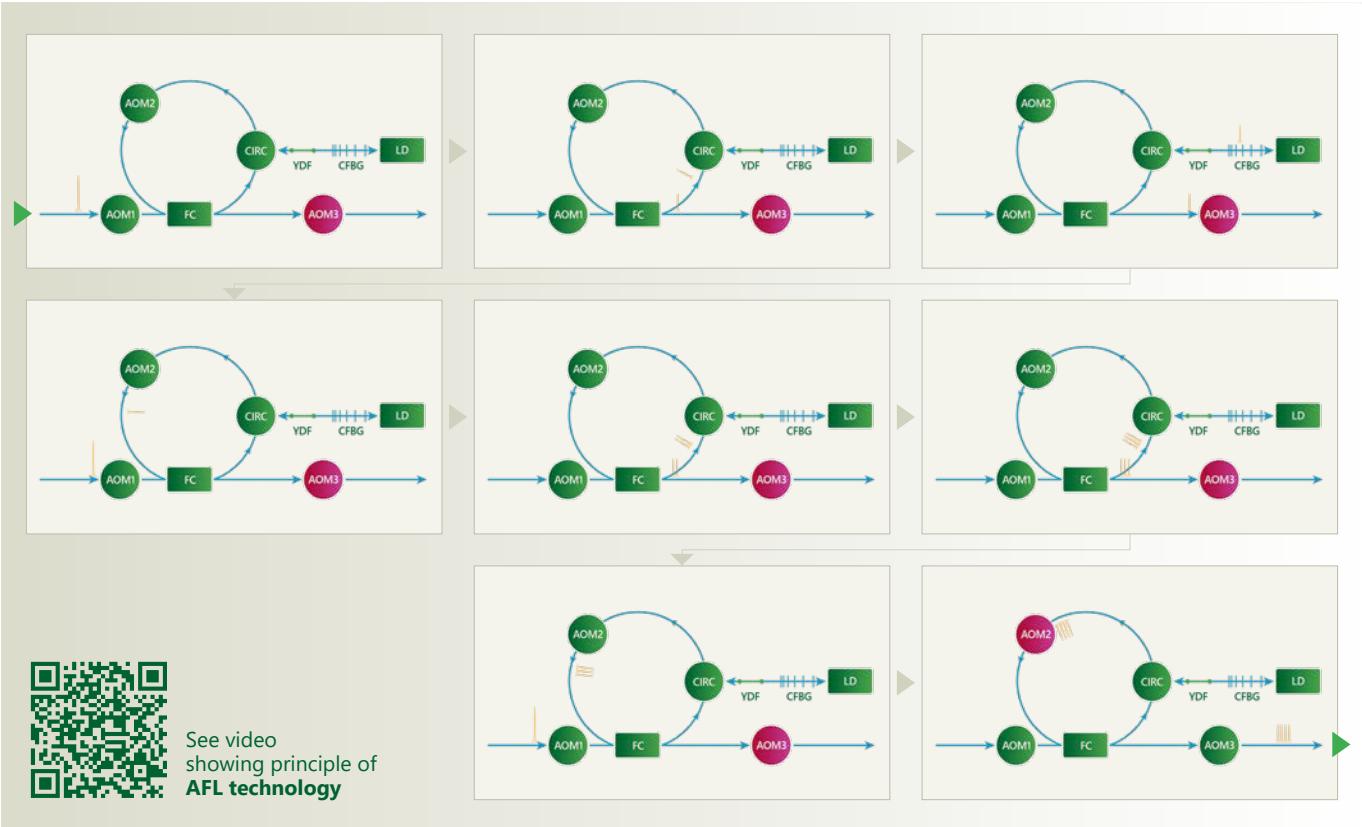 AOM2
CIRC
LD
YDF
CFBG
AOM1
FC
AOM3
AOM2
CIRC
LD
YDF
CFBG
AOM1
FC
AOM3
AOM2
CIRC
LD
YDF
CFBG
AOM1
FC
AOM3
AOM2
CIRC
LD
YDF
CFBG
AOM1
FC
AOM3
AOM2
CIRC
LD
YDF
CFBG
AOM1
FC
AOM3
AOM2
CIRC
LD
YDF
CFBG
AOM1
FC
AOM3
AOM2
CIRC
LD
YDF
CFBG
AOM1
FC
AOM3
AOM2
CIRC
LD
YDF
CFBG
AOM1
FC
AOM3
See video
showing principle of
AFL technology